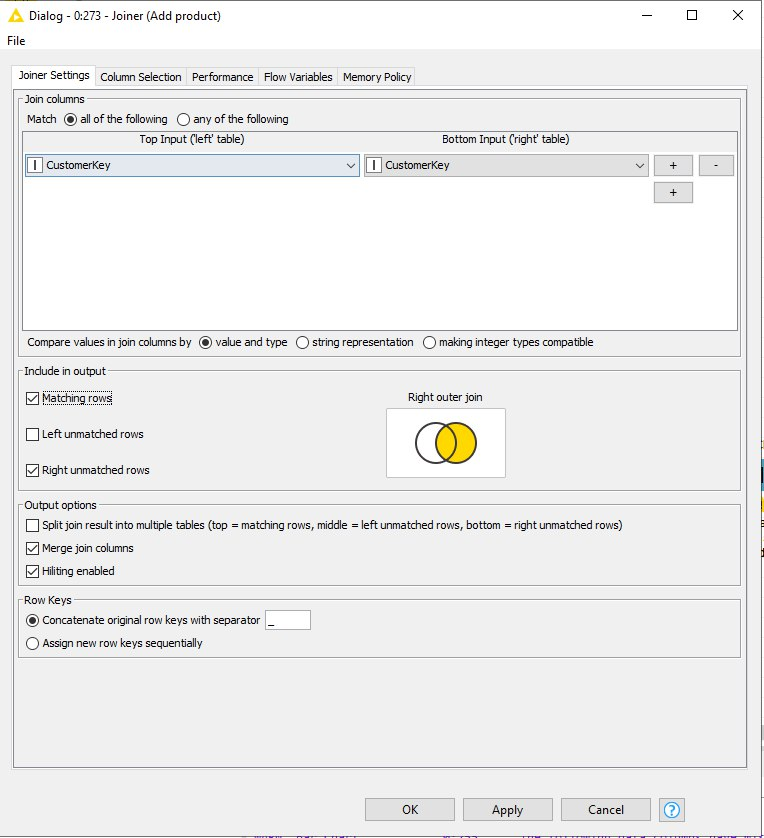 Dialog - 0:273 - Joiner (Add product)
File
Joiner Settings Column Selection Performance Flow Variables Memory Policy
Join columns
Match all of the following any of the following
Top Input ('left' table) Bottom Input ('right' table)
I CustomerKey I CustomerKey + -
+
Compare values in join columns by value and type string representation making integer types compatible
Include in output
Matching rows Right outer join
Left unmatched rows
Right unmatched rows
Output options
Split join result into multiple tables (top = matching rows, middle = left unmatched rows, bottom = right unmatched rows)
Merge join columns
Hiliting enabled
Row Keys
Concatenate original row keys with separator _
Assign new row keys sequentially
OK Apply Cancel ?